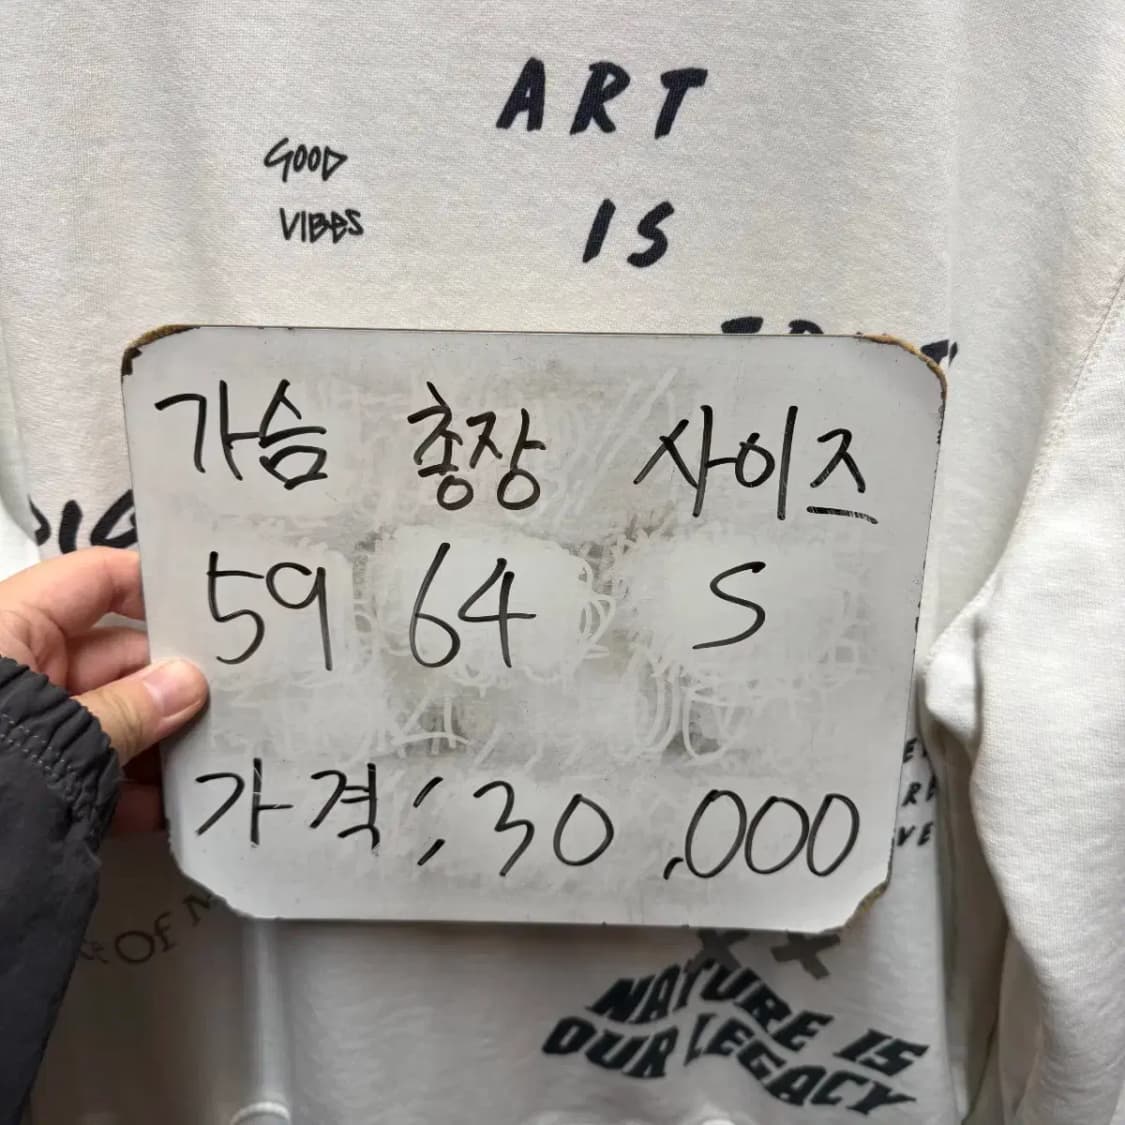 ART
GOOD
VIBES
IS
가슴 총장 사이즈
59 64 S
가격 : 30,000
Of
NATURE IS
OUR LEGACY